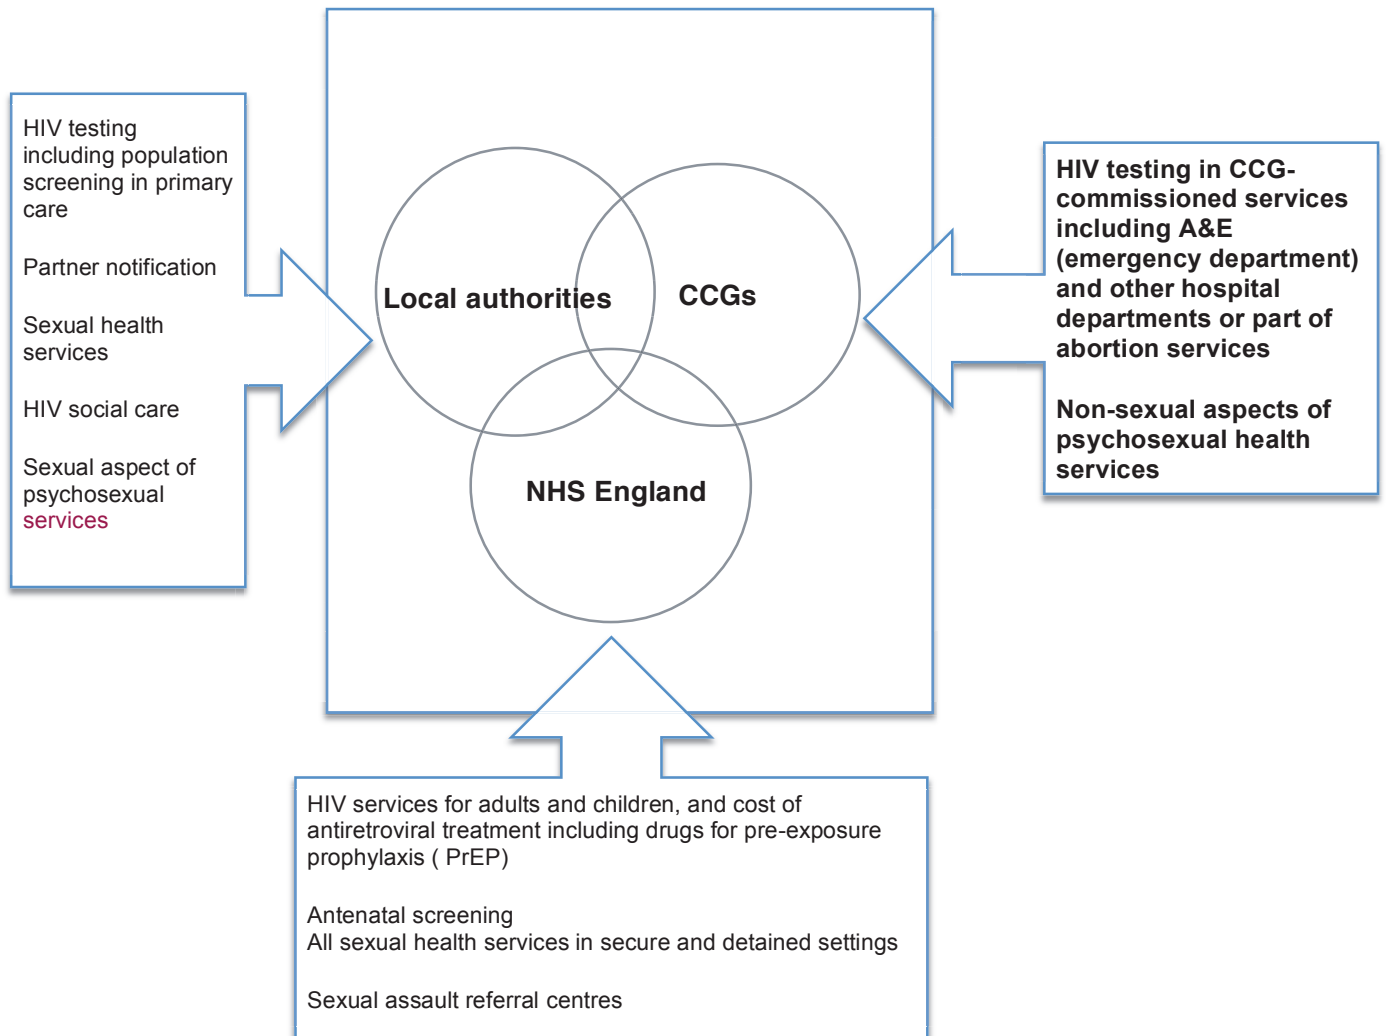 HIV testing
including population
screening in primary
care
Partner notification
Sexual health
services
HIV social care
Sexual aspect of
psychosexual
services
Local authorities
CCGs
NHS England
HIV testing in CCG-
commissioned services
including A&E
(emergency department)
and other hospital
departments or part of
abortion services
Non-sexual aspects of
psychosexual health
services
HIV services for adults and children, and cost of
antiretroviral treatment including drugs for pre-exposure
prophylaxis ( PrEP)
Antenatal screening
All sexual health services in secure and detained settings
Sexual assault referral centres